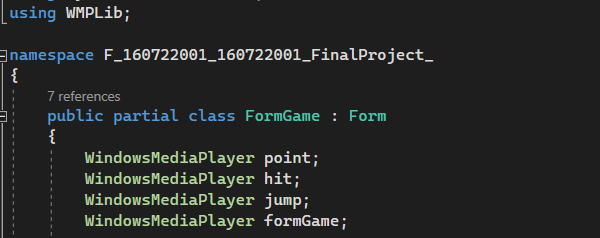 using WMPLib;
namespace F_160722001_160722001_FinalProject_
{
7 references
public partial class FormGame : Form
{
WindowsMediaPlayer point;
WindowsMediaPlayer hit;
WindowsMediaPlayer jump;
WindowsMediaPlayer formGame;